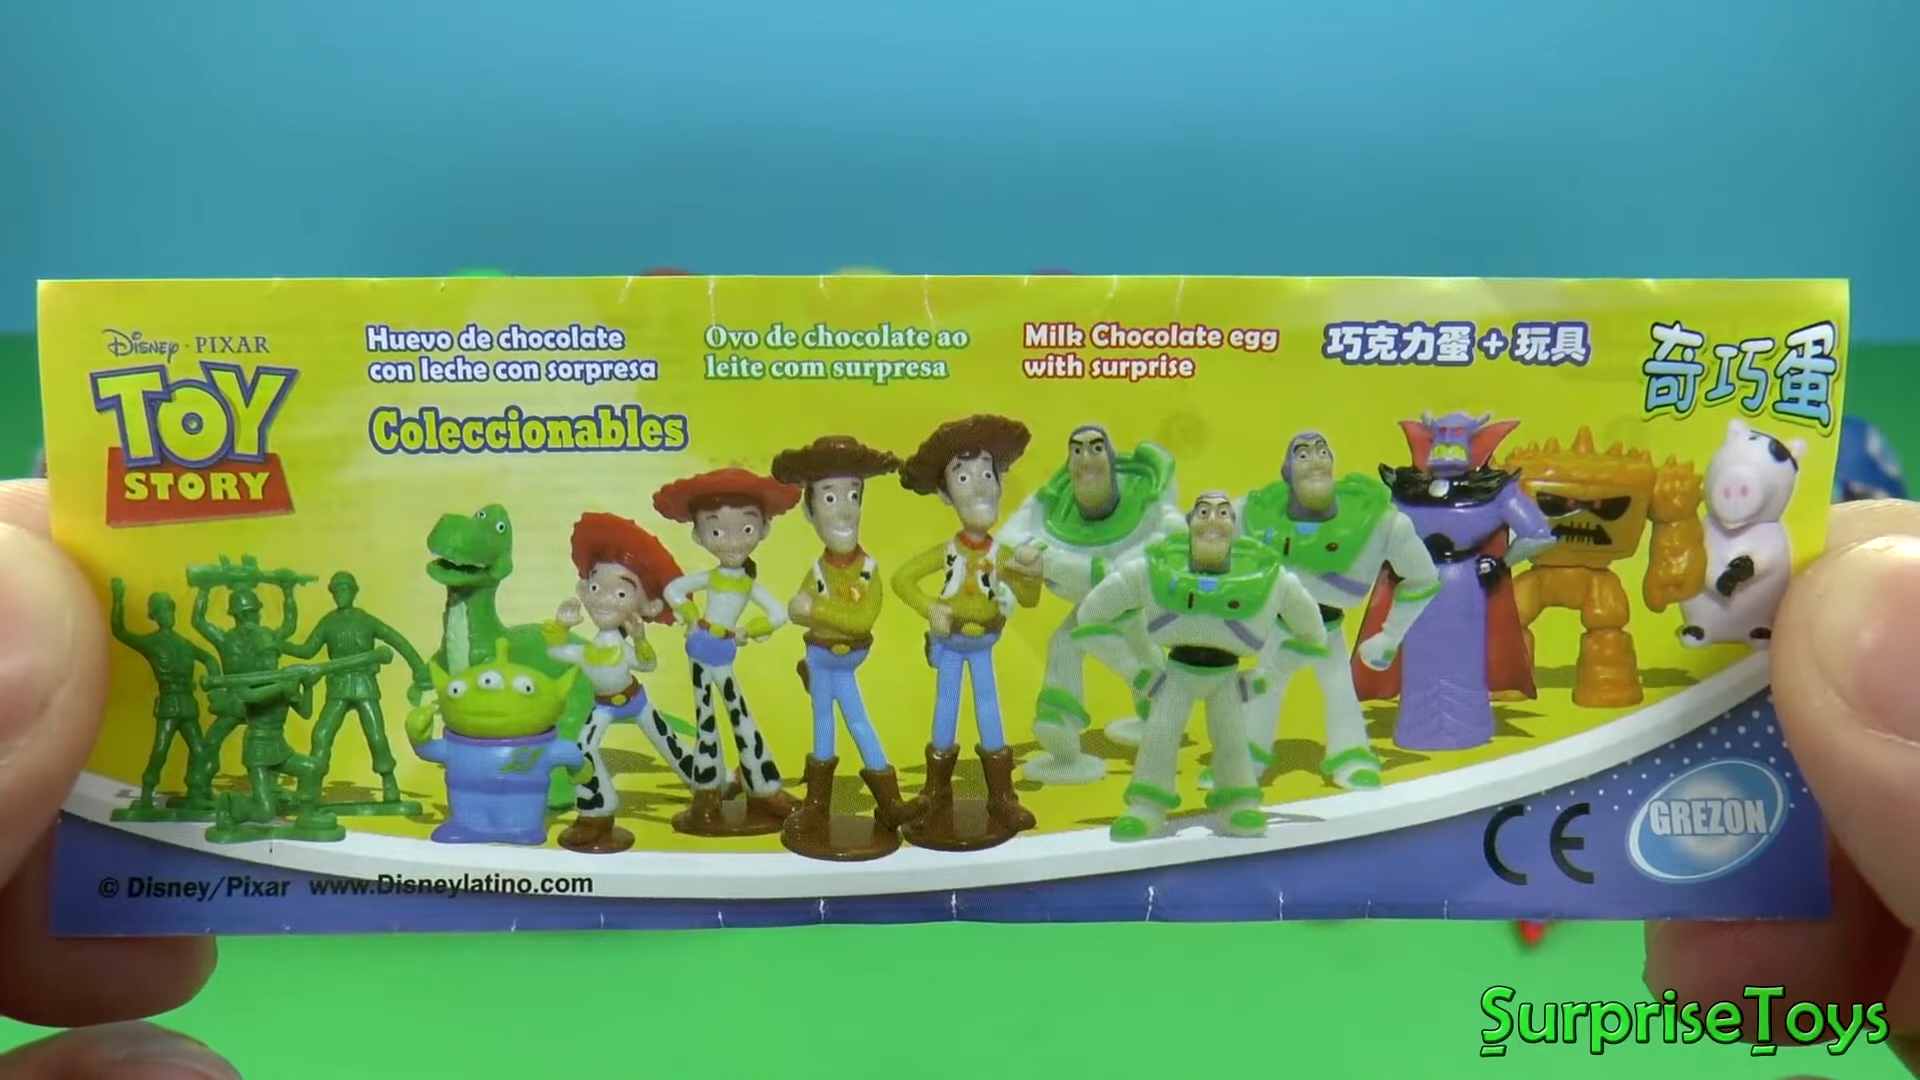 Disney · PIXAR
TOY
STORY
Huevo de chocolate
con leche con sorpresa
Coleccionables
Ovo de chocolate ao
leite com surpresa
Milk Chocolate egg
with surprise
巧克力蛋 + 玩具
奇巧蛋
© Disney/Pixar www.Disneylatino.com
CE
GREZON
SurpriseToys